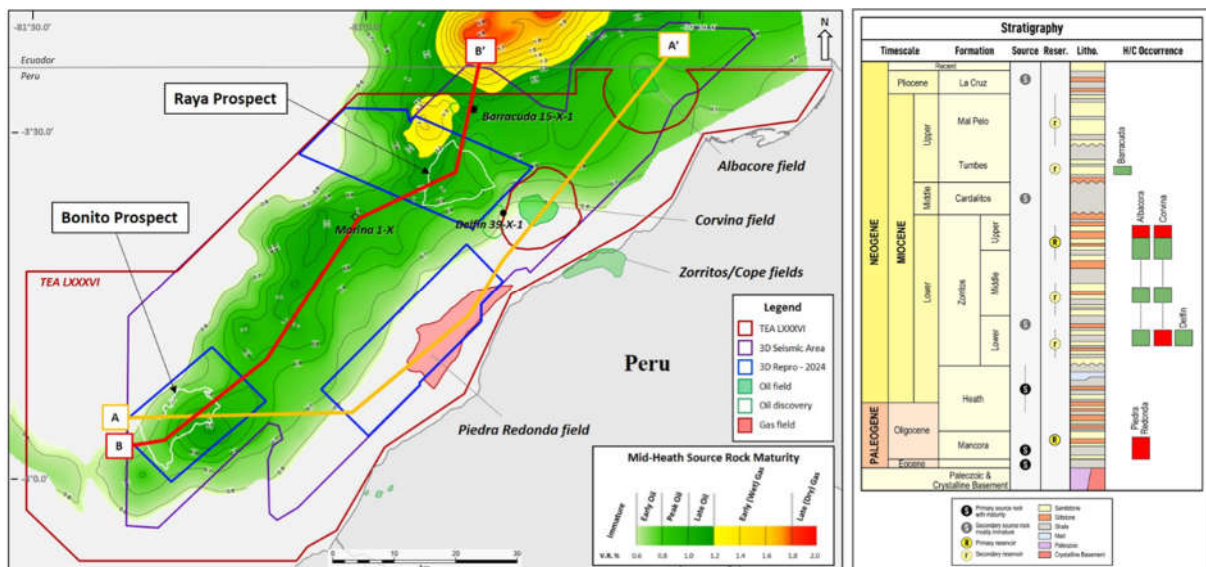 -81°30.0'
Ecuador
Peru
B'
A'
N
Raya Prospect
Barracuda 15-X-1
-3°30.0'
Albacore field
Bonito Prospect
Marina 1-X
Delfin 39-X-1
Corvina field
Zorritos/Cope fields
TEA LXXXVI
Peru
Legend
TEA LXXXVI
3D Seismic Area
3D Repro - 2024
Oil field
Oil discovery
Gas field
A
B
Piedra Redonda field
Mid-Heath Source Rock Maturity
Immature
Early Oil
Peak Oil
Late Oil
Early (Wet) Gas
Late (Dry) Gas
V.R. %
0.6 0.8 1.0 1.2 1.4 1.6 1.8 2.0
0 10 20 30
Stratigraphy
Timescale Formation Source Reser. Litho. H/C Occurrence
Recent
NEOGENE
Pliocene
La Cruz
S
MIOCENE
Upper
Mal Pelo
r
Tumbes
r
Barracuda
Middle
Cardalitos
S
Lower
Zorritos
Upper
R
Albacora
Corvina
Middle
r
S
Lower
r
Delfin
Heath
S
PALEOGENE
Oligocene
Mancora
R
S
Piedra Redonda
Eocene
S
Paleozoic &
Crystalline Basement
S Primary source rock with maturity
S Secondary source rock mostly immature
R Primary reservoir
r Secondary reservoir
Sandstone
Siltstone
Shale
Marl
Paleozoic
Crystalline Basement